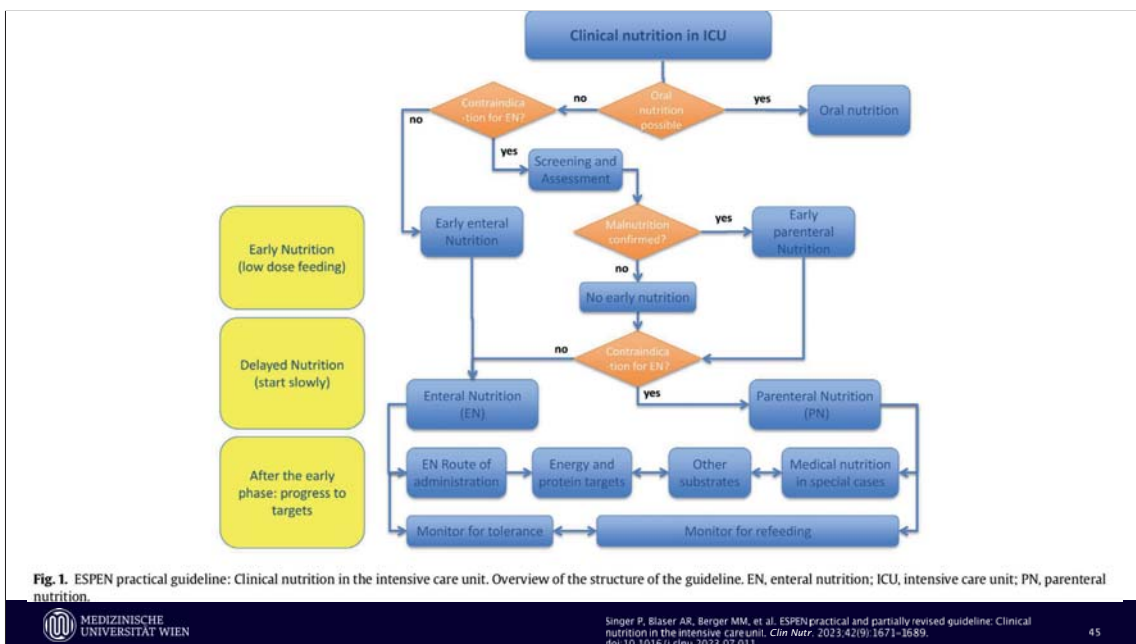 Clinical nutrition in ICU
Contraindica
-tion for EN?
no
Oral
nutrition
possible
yes
Oral nutrition
no
yes
Screening and
Assessment
Early Nutrition
(low dose feeding)
Early enteral
Nutrition
Malnutrition
confirmed?
yes
Early
parenteral
Nutrition
no
No early nutrition
Delayed Nutrition
(start slowly)
no
Contraindica
-tion for EN?
yes
Enteral Nutrition
(EN)
Parenteral Nutrition
(PN)
After the early
phase: progress to
targets
EN Route of
administration
Energy and
protein targets
Other
substrates
Medical nutrition
in special cases
Monitor for tolerance
Monitor for refeeding
Fig. 1. ESPEN practical guideline: Clinical nutrition in the intensive care unit. Overview of the structure of the guideline. EN, enteral nutrition; ICU, intensive care unit; PN, parenteral
nutrition.
MEDIZINISCHE
UNIVERSITÄT WIEN
Singer P, Blaser AR, Berger MM, et al. ESPEN practical and partially revised guideline: Clinical
nutrition in the intensive care unit. Clin Nutr. 2023;42(9):1671-1689.
doi:10.1016/j.clnu.2023.07.011
45